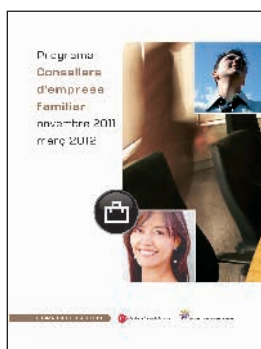 Programa
Consellers
d'empresa
familiar
novembre 2011
març 2012